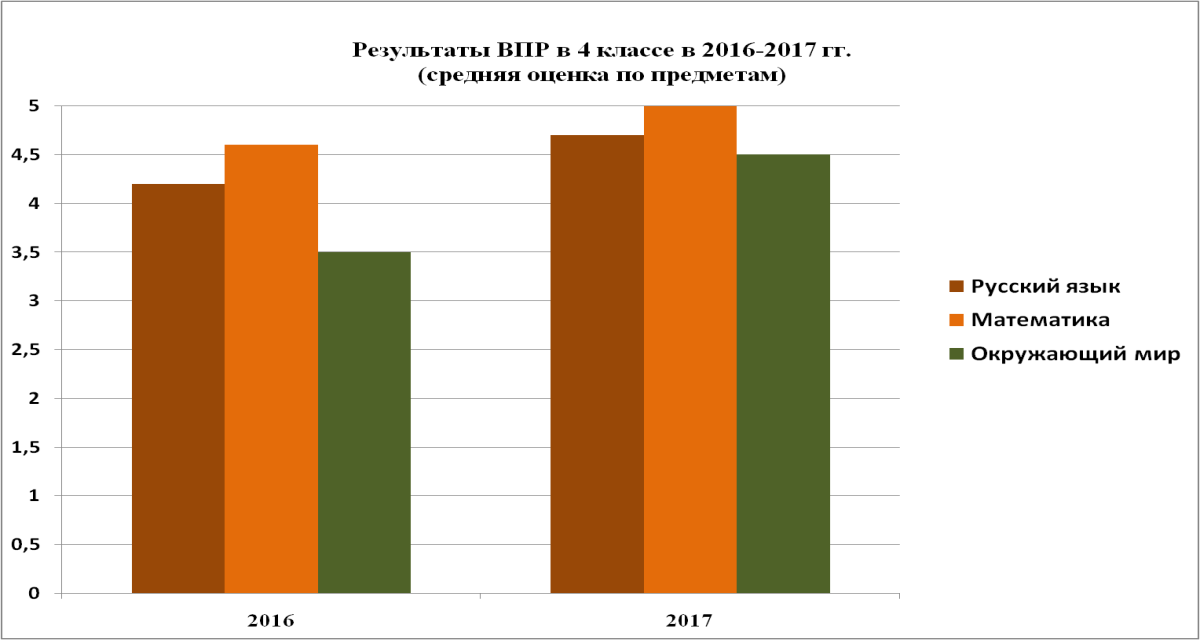 Результаты ВПР в 4 классе в 2016-2017 гг.
(средняя оценка по предметам)
5
4,5
4
3,5
3
2,5
2
1,5
1
0,5
0
2016
2017
Русский язык
Математика
Окружающий мир